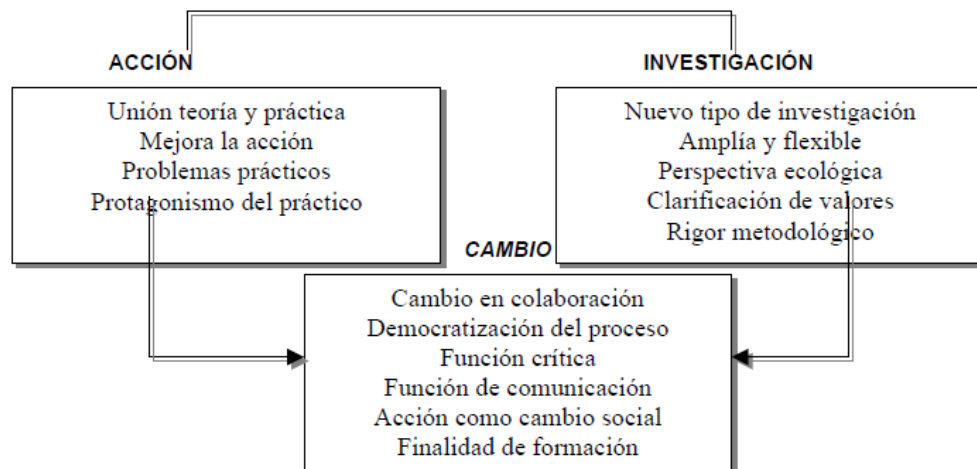 ACCIÓN
Unión teoría y práctica
Mejora la acción
Problemas prácticos
Protagonismo del práctico
INVESTIGACIÓN
Nuevo tipo de investigación
Amplía y flexible
Perspectiva ecológica
Clarificación de valores
Rigor metodológico
CAMBIO
Cambio en colaboración
Democratización del proceso
Función crítica
Función de comunicación
Acción como cambio social
Finalidad de formación